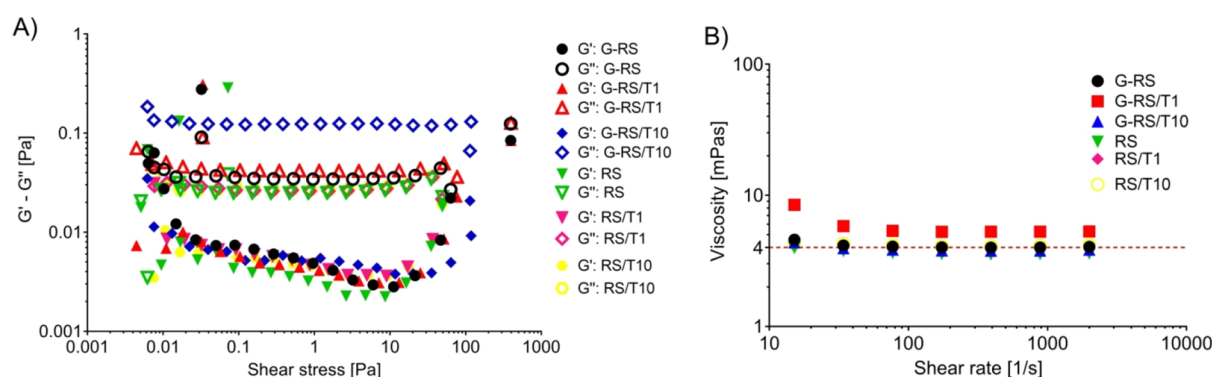 A)
G' - G" [Pa]
1
0.1
0.01
0.001
0.001
0.01
0.1
1
10
100
1000
Shear stress [Pa]
G': G-RS
G": G-RS
G': G-RS/T1
G": G-RS/T1
G': G-RS/T10
G": G-RS/T10
G': RS
G": RS
G': RS/T1
G": RS/T1
G': RS/T10
G": RS/T10
B)
Viscosity [mPas]
100
10
4
1
10
100
1000
10000
Shear rate [1/s]
G-RS
G-RS/T1
G-RS/T10
RS
RS/T1
RS/T10